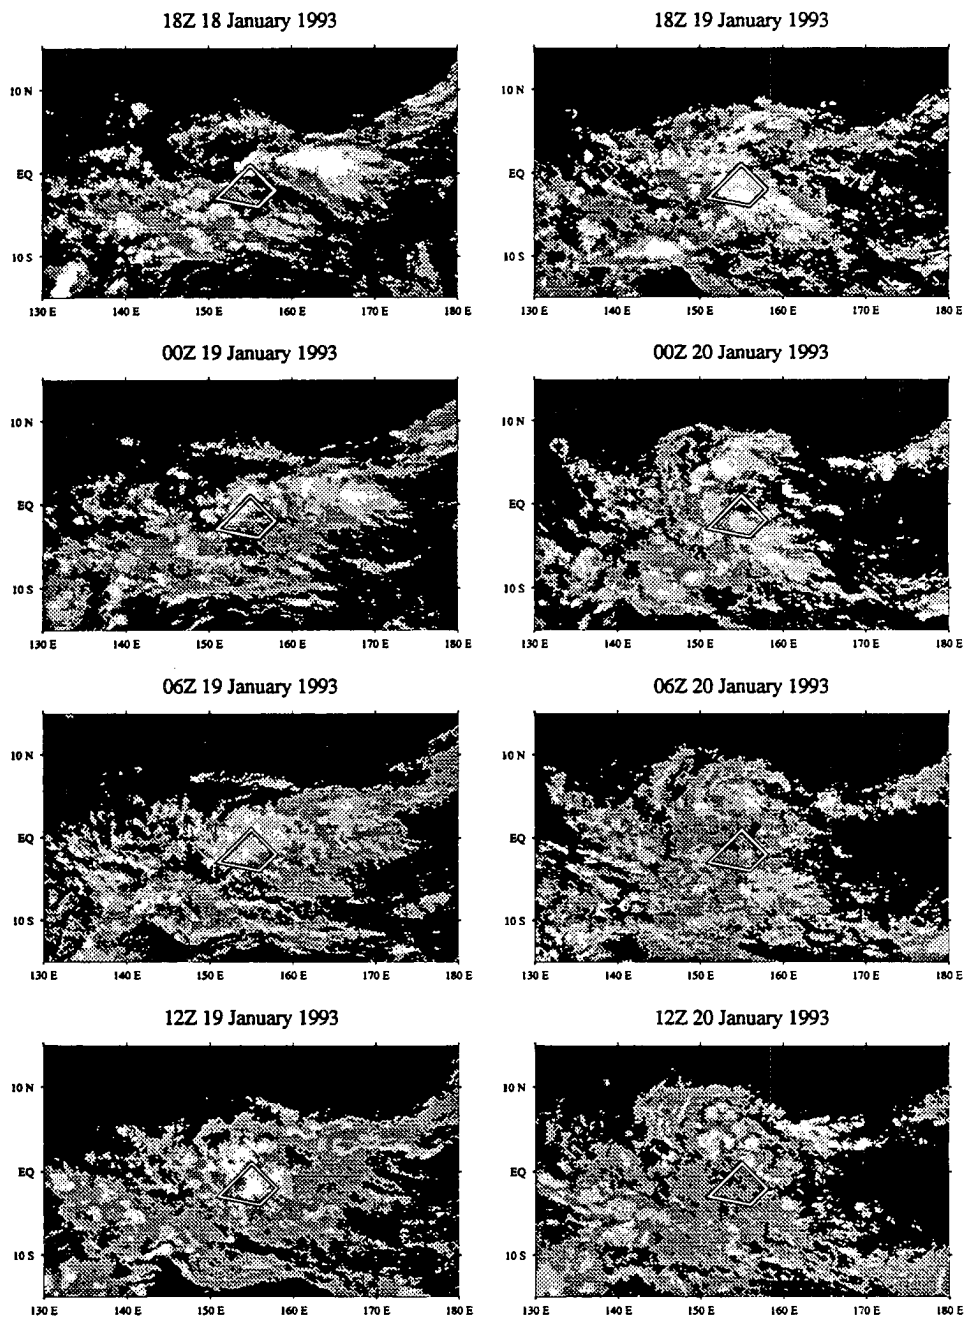 18Z 18 January 1993
10 N
EQ
10 S
130 E 140 E 150 E 160 E 170 E 180 E
00Z 19 January 1993
10 N
EQ
10 S
130 E 140 E 150 E 160 E 170 E 180 E
06Z 19 January 1993
10 N
EQ
10 S
130 E 140 E 150 E 160 E 170 E 180 E
12Z 19 January 1993
10 N
EQ
10 S
130 E 140 E 150 E 160 E 170 E 180 E
18Z 19 January 1993
10 N
EQ
10 S
130 E 140 E 150 E 160 E 170 E 180 E
00Z 20 January 1993
10 N
EQ
10 S
130 E 140 E 150 E 160 E 170 E 180 E
06Z 20 January 1993
10 N
EQ
10 S
130 E 140 E 150 E 160 E 170 E 180 E
12Z 20 January 1993
10 N
EQ
10 S
130 E 140 E 150 E 160 E 170 E 180 E